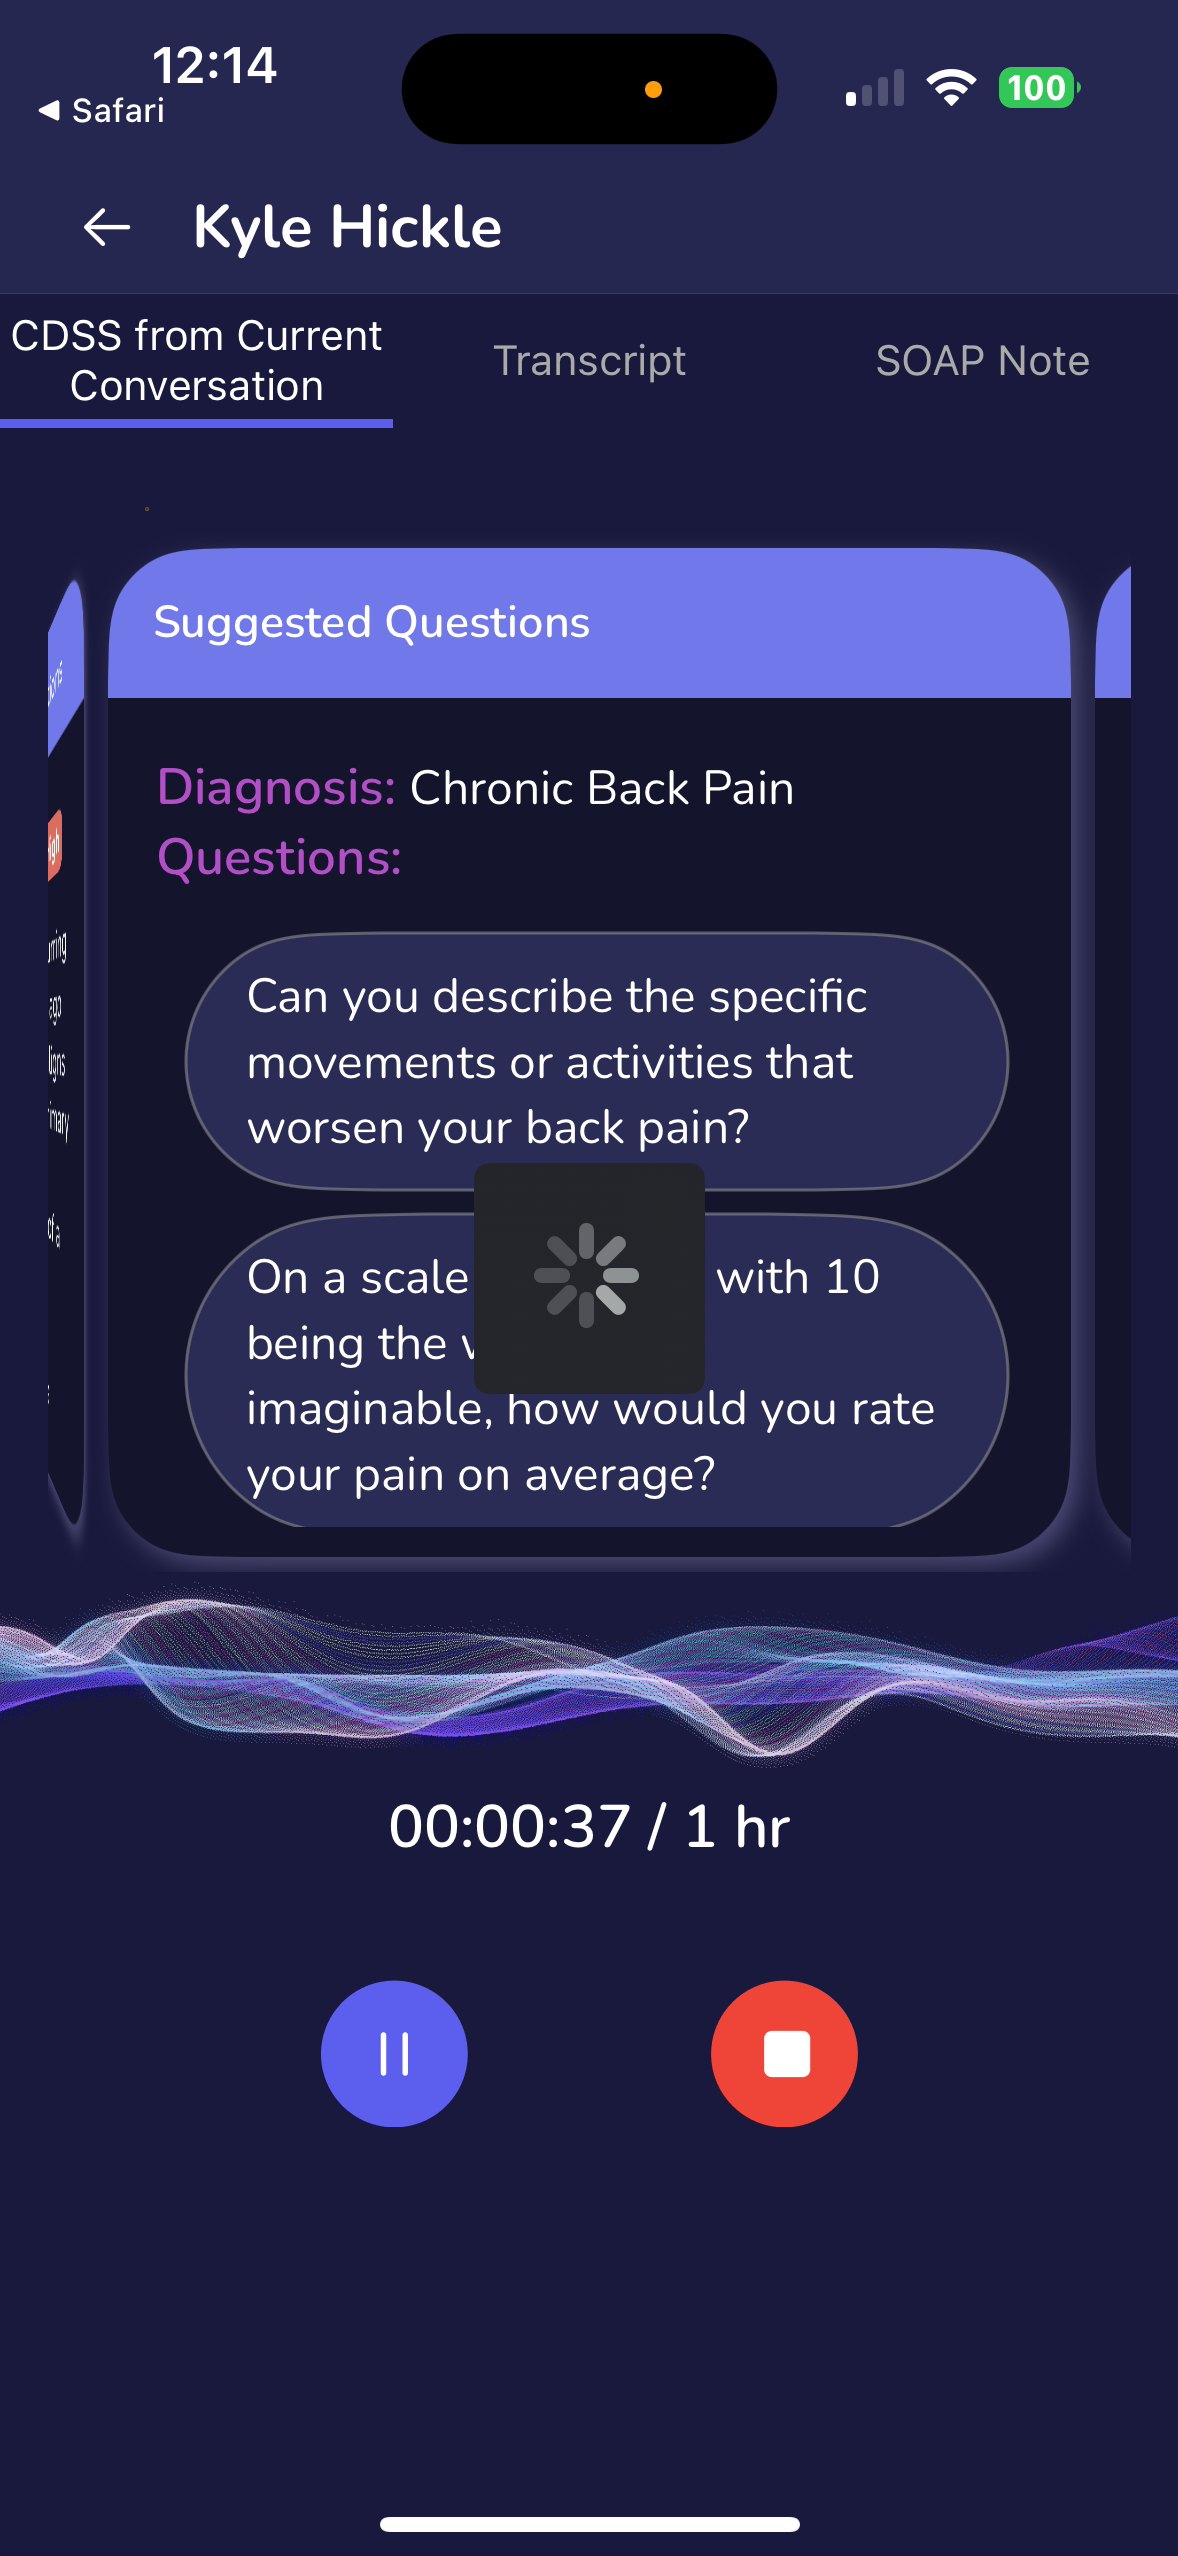 12:14
Safari
100
Kyle Hickle
CDSS from Current
Conversation
Transcript
SOAP Note
Suggested Questions
Diagnosis: Chronic Back Pain
Questions:
Can you describe the specific
movements or activities that
worsen your back pain?
On a scale with 10
being the
imaginable, how would you rate
your pain on average?
00:00:37 / 1 hr